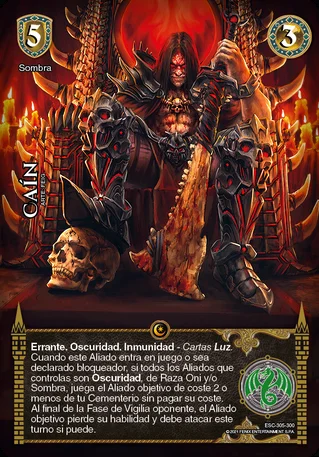 5
3
Sombra
CAÍN
ARTE: FEIG
Errante. Oscuridad. Inmunidad - Cartas Luz.
Cuando este Aliado entra en juego o sea
declarado bloqueador, si todos los Aliados que
controlas son Oscuridad, de Raza Oni y/o
Sombra, juega el Aliado objetivo de coste 2 o
menos de tu Cementerio sin pagar su coste.
Al final de la Fase de Vigilia oponente, el Aliado
objetivo pierde su habilidad y debe atacar este
turno si puede.
ESC-305-306
©2021 FENIX ENTERTAINMENT S.P.A.